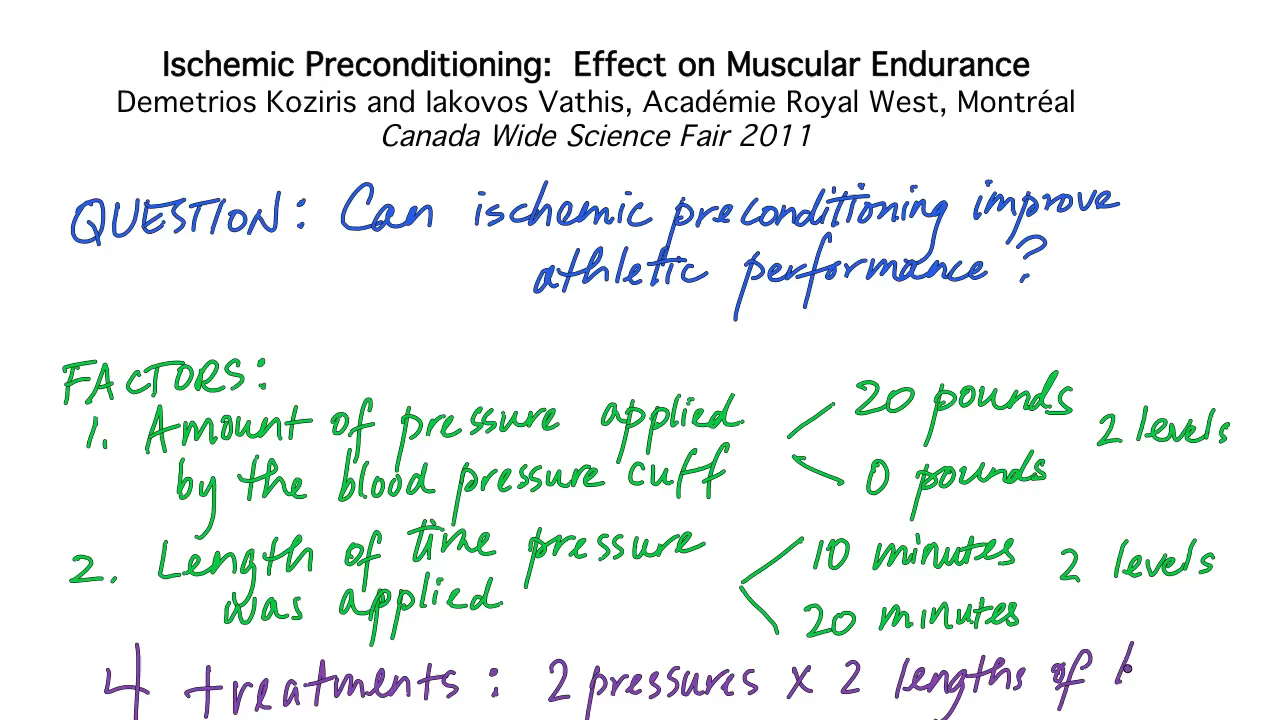 Ischemic Preconditioning: Effect on Muscular Endurance
Demetrios Koziris and Iakovos Vathis, Académie Royal West, Montréal
Canada Wide Science Fair 2011
QUESTION: Can ischemic preconditioning improve
athletic performance?
FACTORS:
1. Amount of pressure applied 20 pounds 2 levels
by the blood pressure cuff 0 pounds
2. Length of time pressure 10 minutes 2 levels
was applied 20 minutes
4 treatments: 2 pressures x 2 lengths of